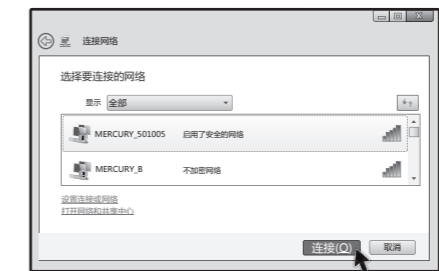 连接网络
选择要连接的网络
显示 全部
MERCURY_501005 启用了安全的网络
MERCURY_B 不加密网络
设置连接或网络
打开网络和共享中心
连接(O) 取消